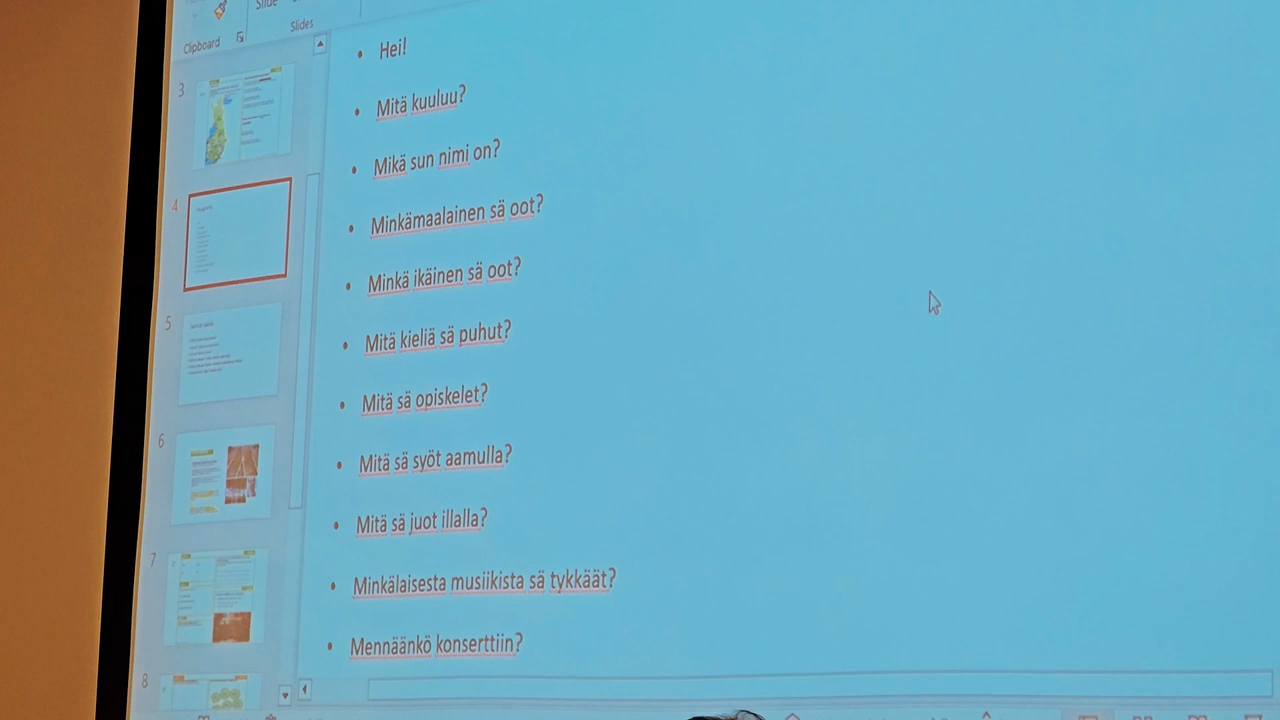 Slide
Clipboard
Slides
3
4
5
6
7
8
• Hei!
• Mitä kuuluu?
• Mikä sun nimi on?
• Minkämaalainen sä oot?
• Minkä ikäinen sä oot?
• Mitä kieliä sä puhut?
• Mitä sä opiskelet?
• Mitä sä syöt aamulla?
• Mitä sä juot illalla?
• Minkälaisesta musiikista sä tykkäät?
• Mennäänkö konserttiin?